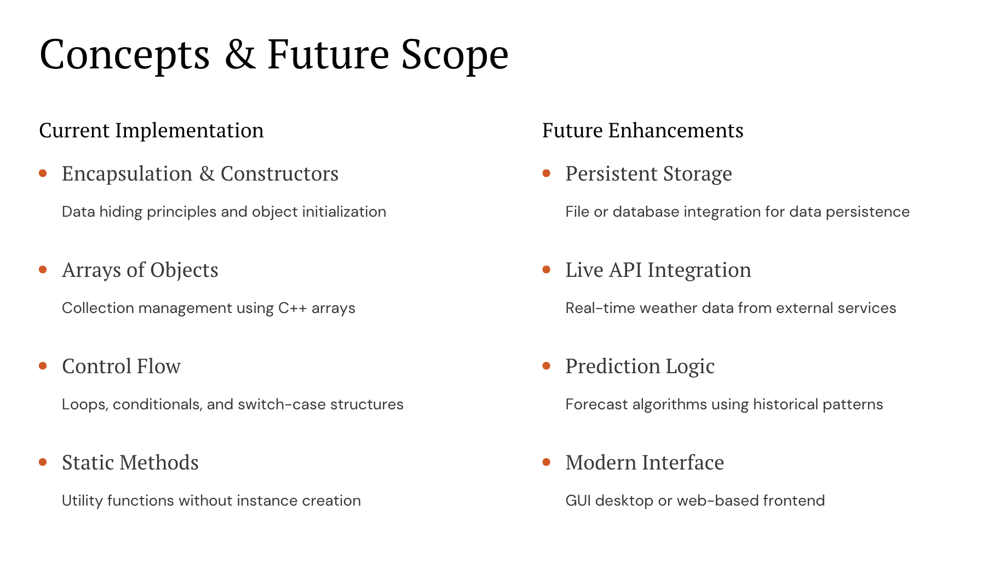 Concepts & Future Scope
Current Implementation
Encapsulation & Constructors
Data hiding principles and object initialization
Arrays of Objects
Collection management using C++ arrays
Control Flow
Loops, conditionals, and switch-case structures
Static Methods
Utility functions without instance creation
Future Enhancements
Persistent Storage
File or database integration for data persistence
Live API Integration
Real-time weather data from external services
Prediction Logic
Forecast algorithms using historical patterns
Modern Interface
GUI desktop or web-based frontend